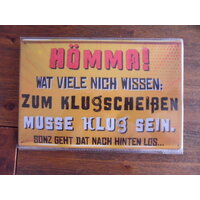 HÖMMA!
WAT VIELE NICH WISSEN:
ZUM KLUGSCHEIßEN
MUSSE KLUG SEIN.
SONZ GEHT DAT NACH HINTEN LOS...